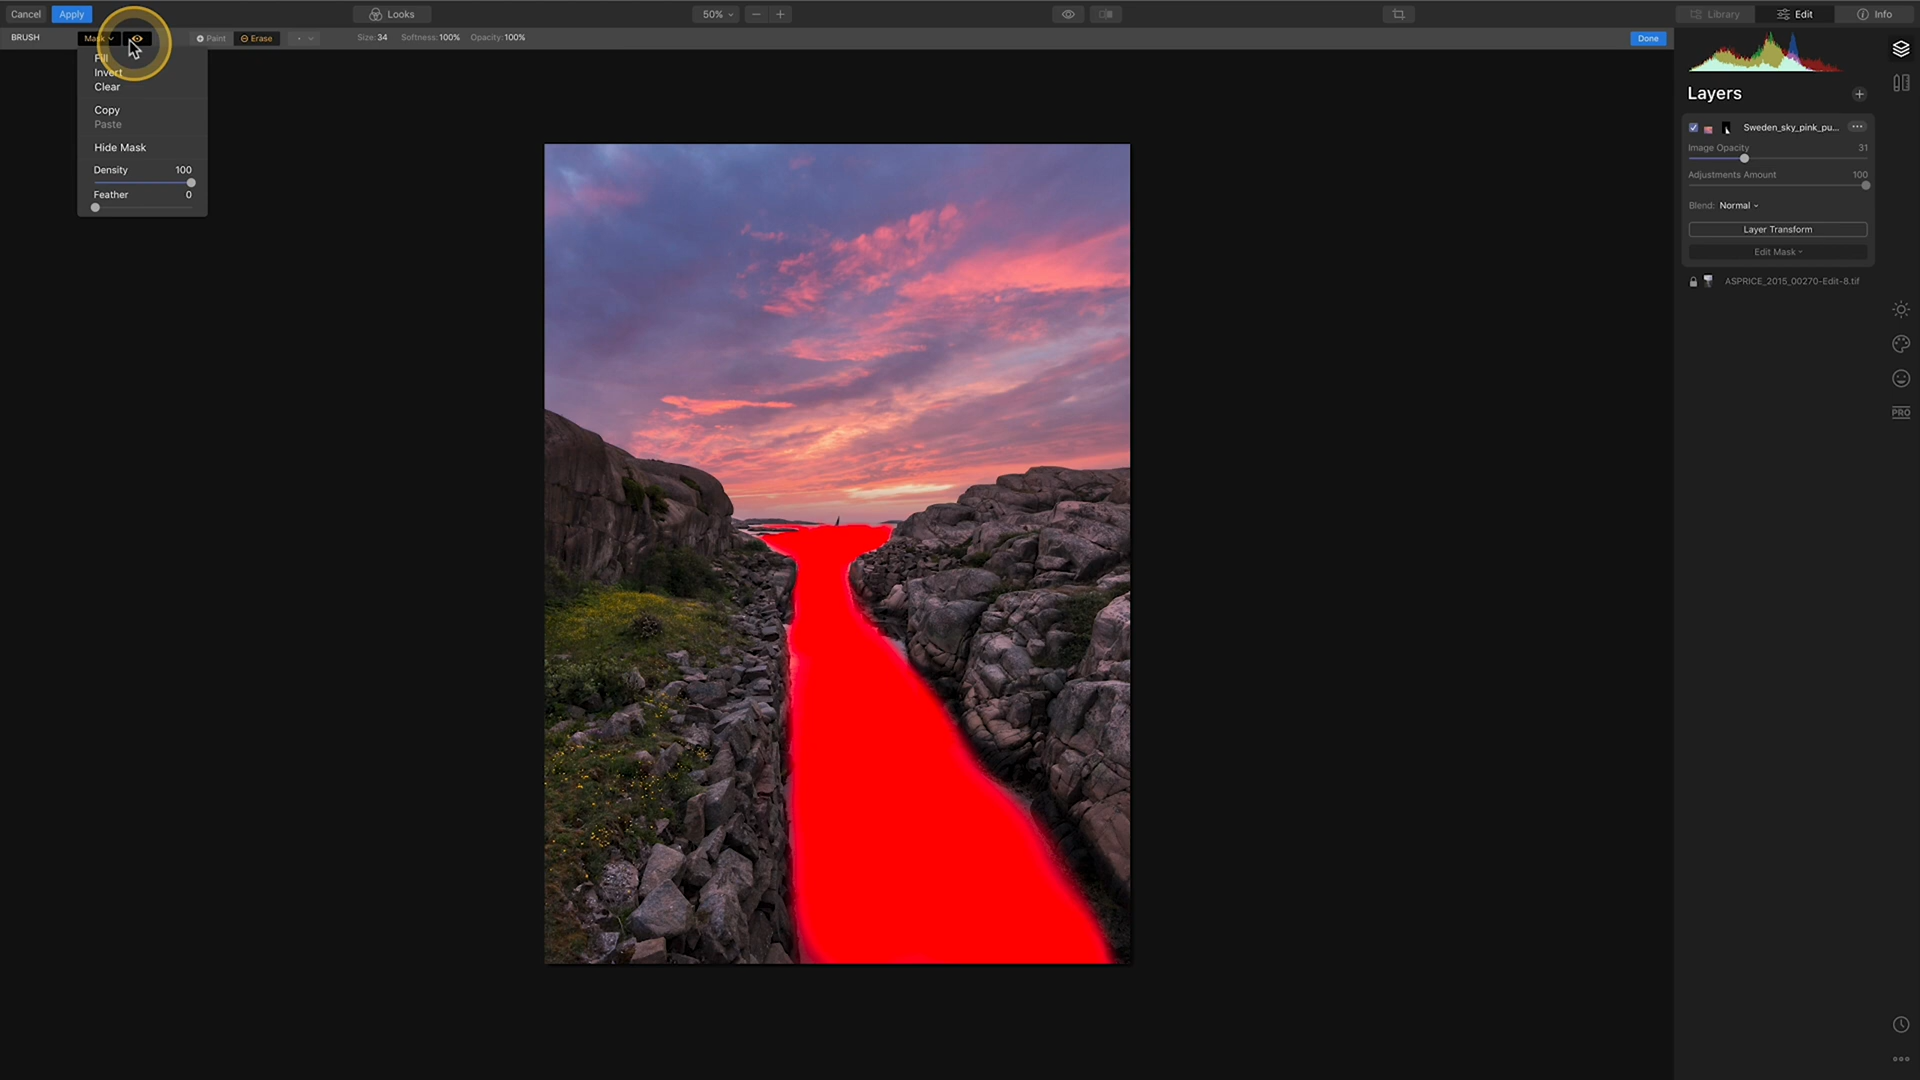 Cancel Apply Looks 50% Library Edit Info
BRUSH Mask Paint Erase Size: 34 Softness: 100% Opacity: 100% Done
Fill
Invert
Clear
Copy
Paste
Hide Mask
Density 100
Feather 0
Layers
Sweden_sky_pink_pu...
Image Opacity 31
Adjustments Amount 100
Blend: Normal
Layer Transform
Edit Mask
ASPRICE_2015_00270-Edit-8.tif
PRO